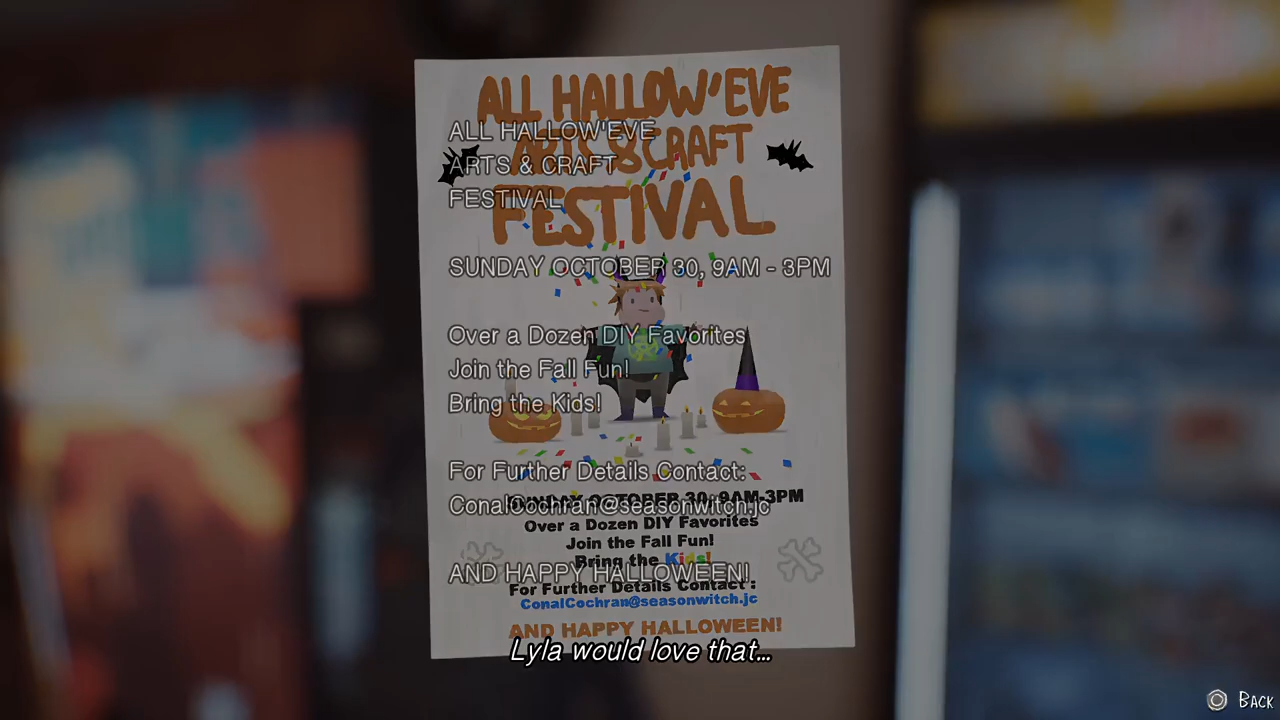 ALL HALLOW'EVE
ARTS & CRAFT
FESTIVAL
SUNDAY OCTOBER 30, 9AM-3PM
Over a Dozen DIY Favorites
Join the Fall Fun!
Bring the Kids!
For Further Details Contact :
ConalCochran@seasonwitch.jc
AND HAPPY HALLOWEEN!
ALL HALLOW'EVE
ARTS & CRAFT
FESTIVAL
SUNDAY OCTOBER 30, 9AM - 3PM
Over a Dozen DIY Favorites
Join the Fall Fun!
Bring the Kids!
For Further Details Contact:
Conalcochran@seasonwitch.jc
AND HAPPY HALLOWEEN!
Lyla would love that...
BACK